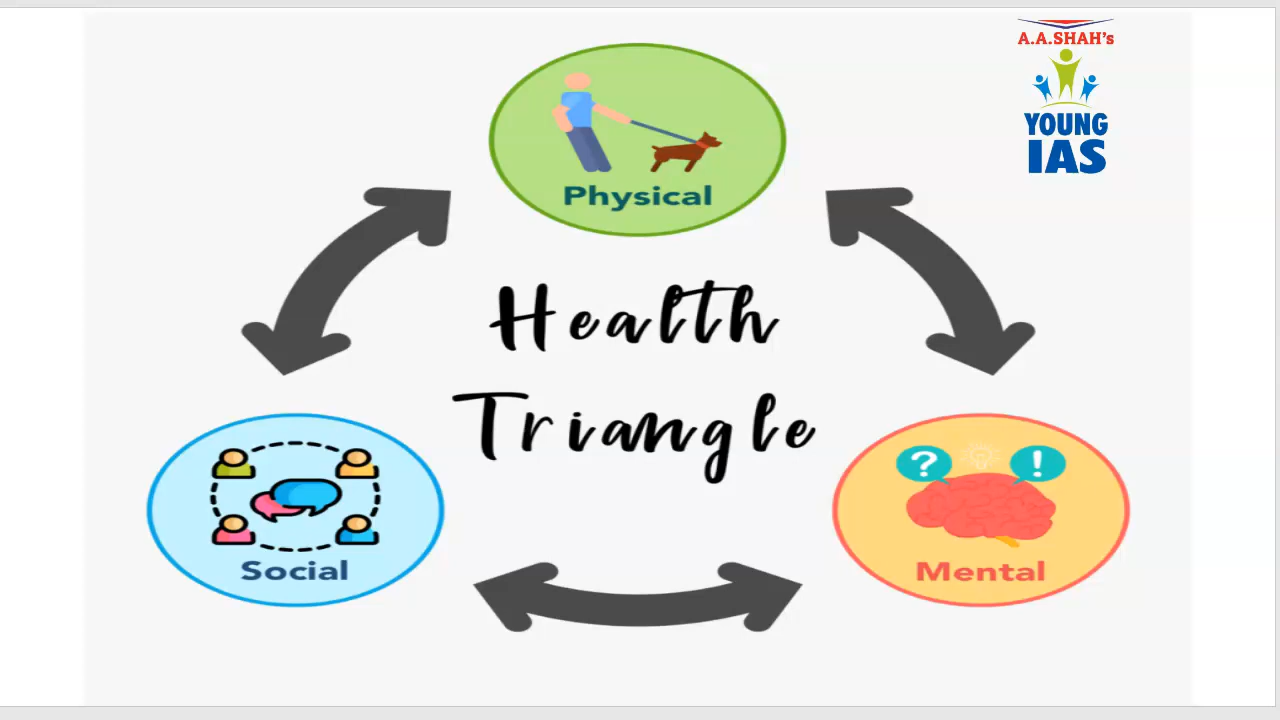 A.A.SHAH's
YOUNG
IAS
Physical
Health
Triangle
?
!
Social
Mental